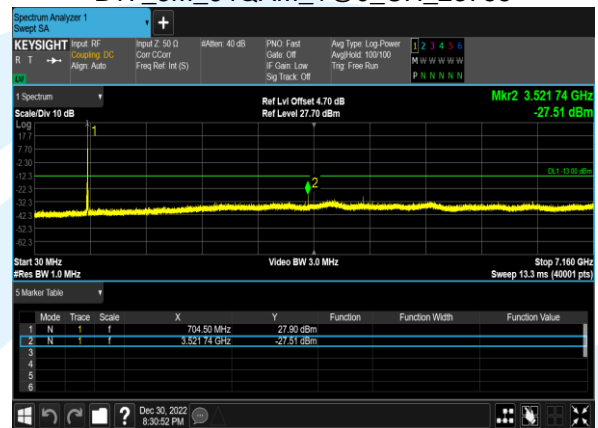 Spectrum Analyzer 1
Swept SA
+
KEYSIGHT
R T
LV
Input: RF
Coupling: DC
Align: Auto
Input Z: 50 Ω
Corr CCorr
Freq Ref: Int (S)
#Atten: 40 dB
PNO: Fast
Gate: Off
IF Gain: Low
Sig Track: Off
Avg Type: Log-Power
Avg|Hold: 100/100
Trig: Free Run
1 2 3 4 5 6
M W W W W W
P N N N N N
1 Spectrum
Scale/Div 10 dB
Ref Lvl Offset 4.70 dB
Ref Level 27.70 dBm
Mkr2 3.521 74 GHz
-27.51 dBm
Log
1
17.7
7.70
-2.30
-12.3
DL1 -13.00 dBm
2
-22.3
-32.3
-42.3
-52.3
-62.3
Start 30 MHz
Video BW 3.0 MHz
Stop 7.160 GHz
#Res BW 1.0 MHz
Sweep 13.3 ms (40001 pts)
5 Marker Table
Mode Trace Scale X Y Function Function Width Function Value
1 N 1 f 704.50 MHz 27.90 dBm
2 N 1 f 3.521 74 GHz -27.51 dBm
3
4
5
6
?
Dec 30, 2022
8:30:52 PM